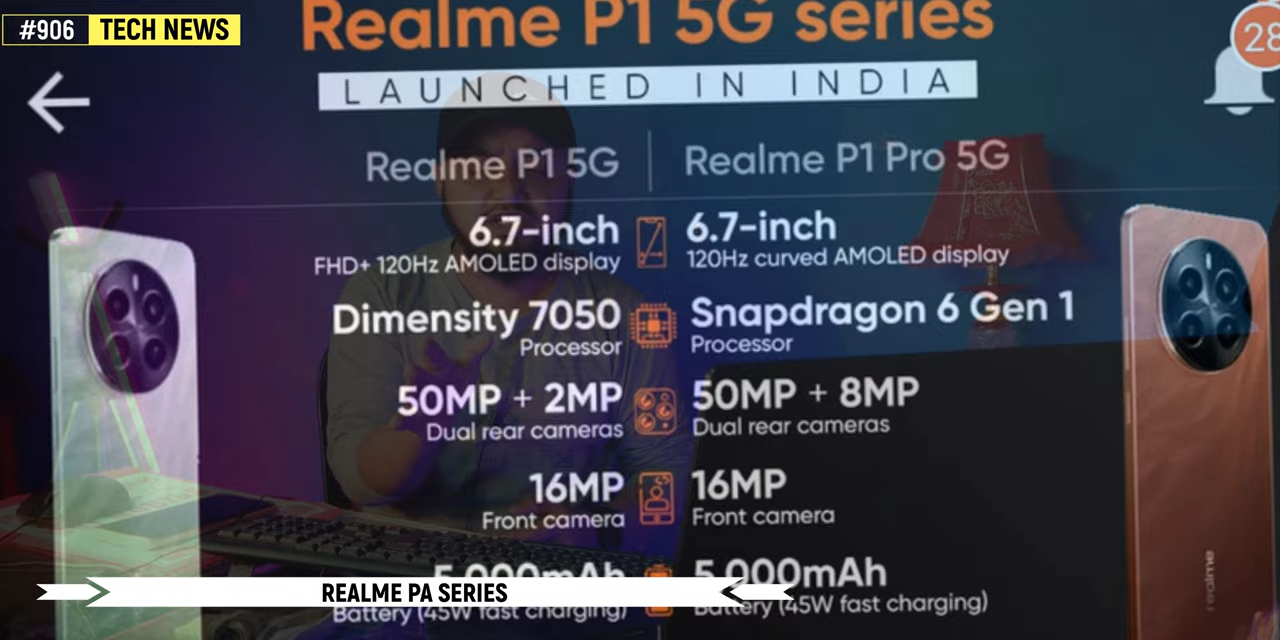 #906 TECH NEWS
Realme P1 5G series
28
LAUNCHED IN INDIA
Realme P1 5G
Realme P1 Pro 5G
6.7-inch
FHD+ 120Hz AMOLED display
6.7-inch
120Hz curved AMOLED display
Dimensity 7050
Processor
Snapdragon 6 Gen 1
Processor
50MP + 2MP
Dual rear cameras
50MP + 8MP
Dual rear cameras
16MP
Front camera
16MP
Front camera
5,000mAh
Battery (45W fast charging)
5,000mAh
Battery (45W fast charging)
REALME PA SERIES
realme